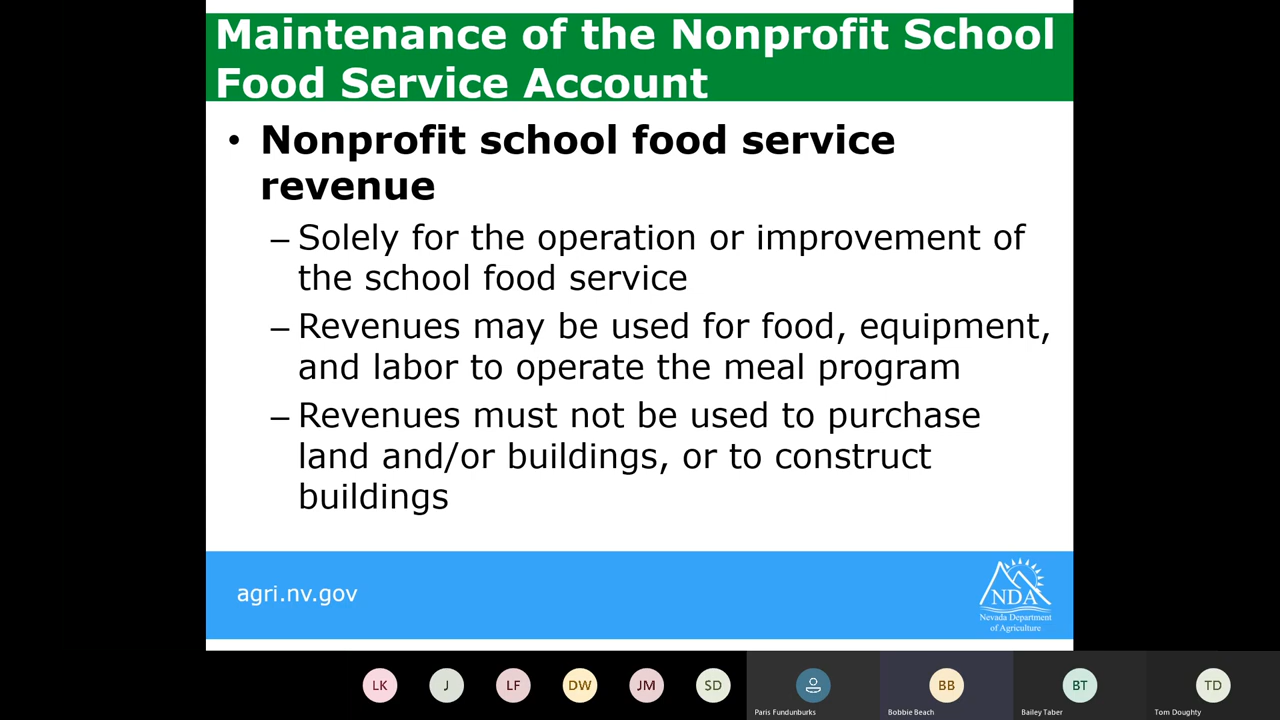 Maintenance of the Nonprofit School
Food Service Account
• Nonprofit school food service
revenue
– Solely for the operation or improvement of
the school food service
– Revenues may be used for food, equipment,
and labor to operate the meal program
– Revenues must not be used to purchase
land and/or buildings, or to construct
buildings
agri.nv.gov
NDA
Nevada Department
of Agriculture
LK J LF DW JM SD BB BT TD
Paris Fundunburks Bobbie Beach Bailey Taber Tom Doughty